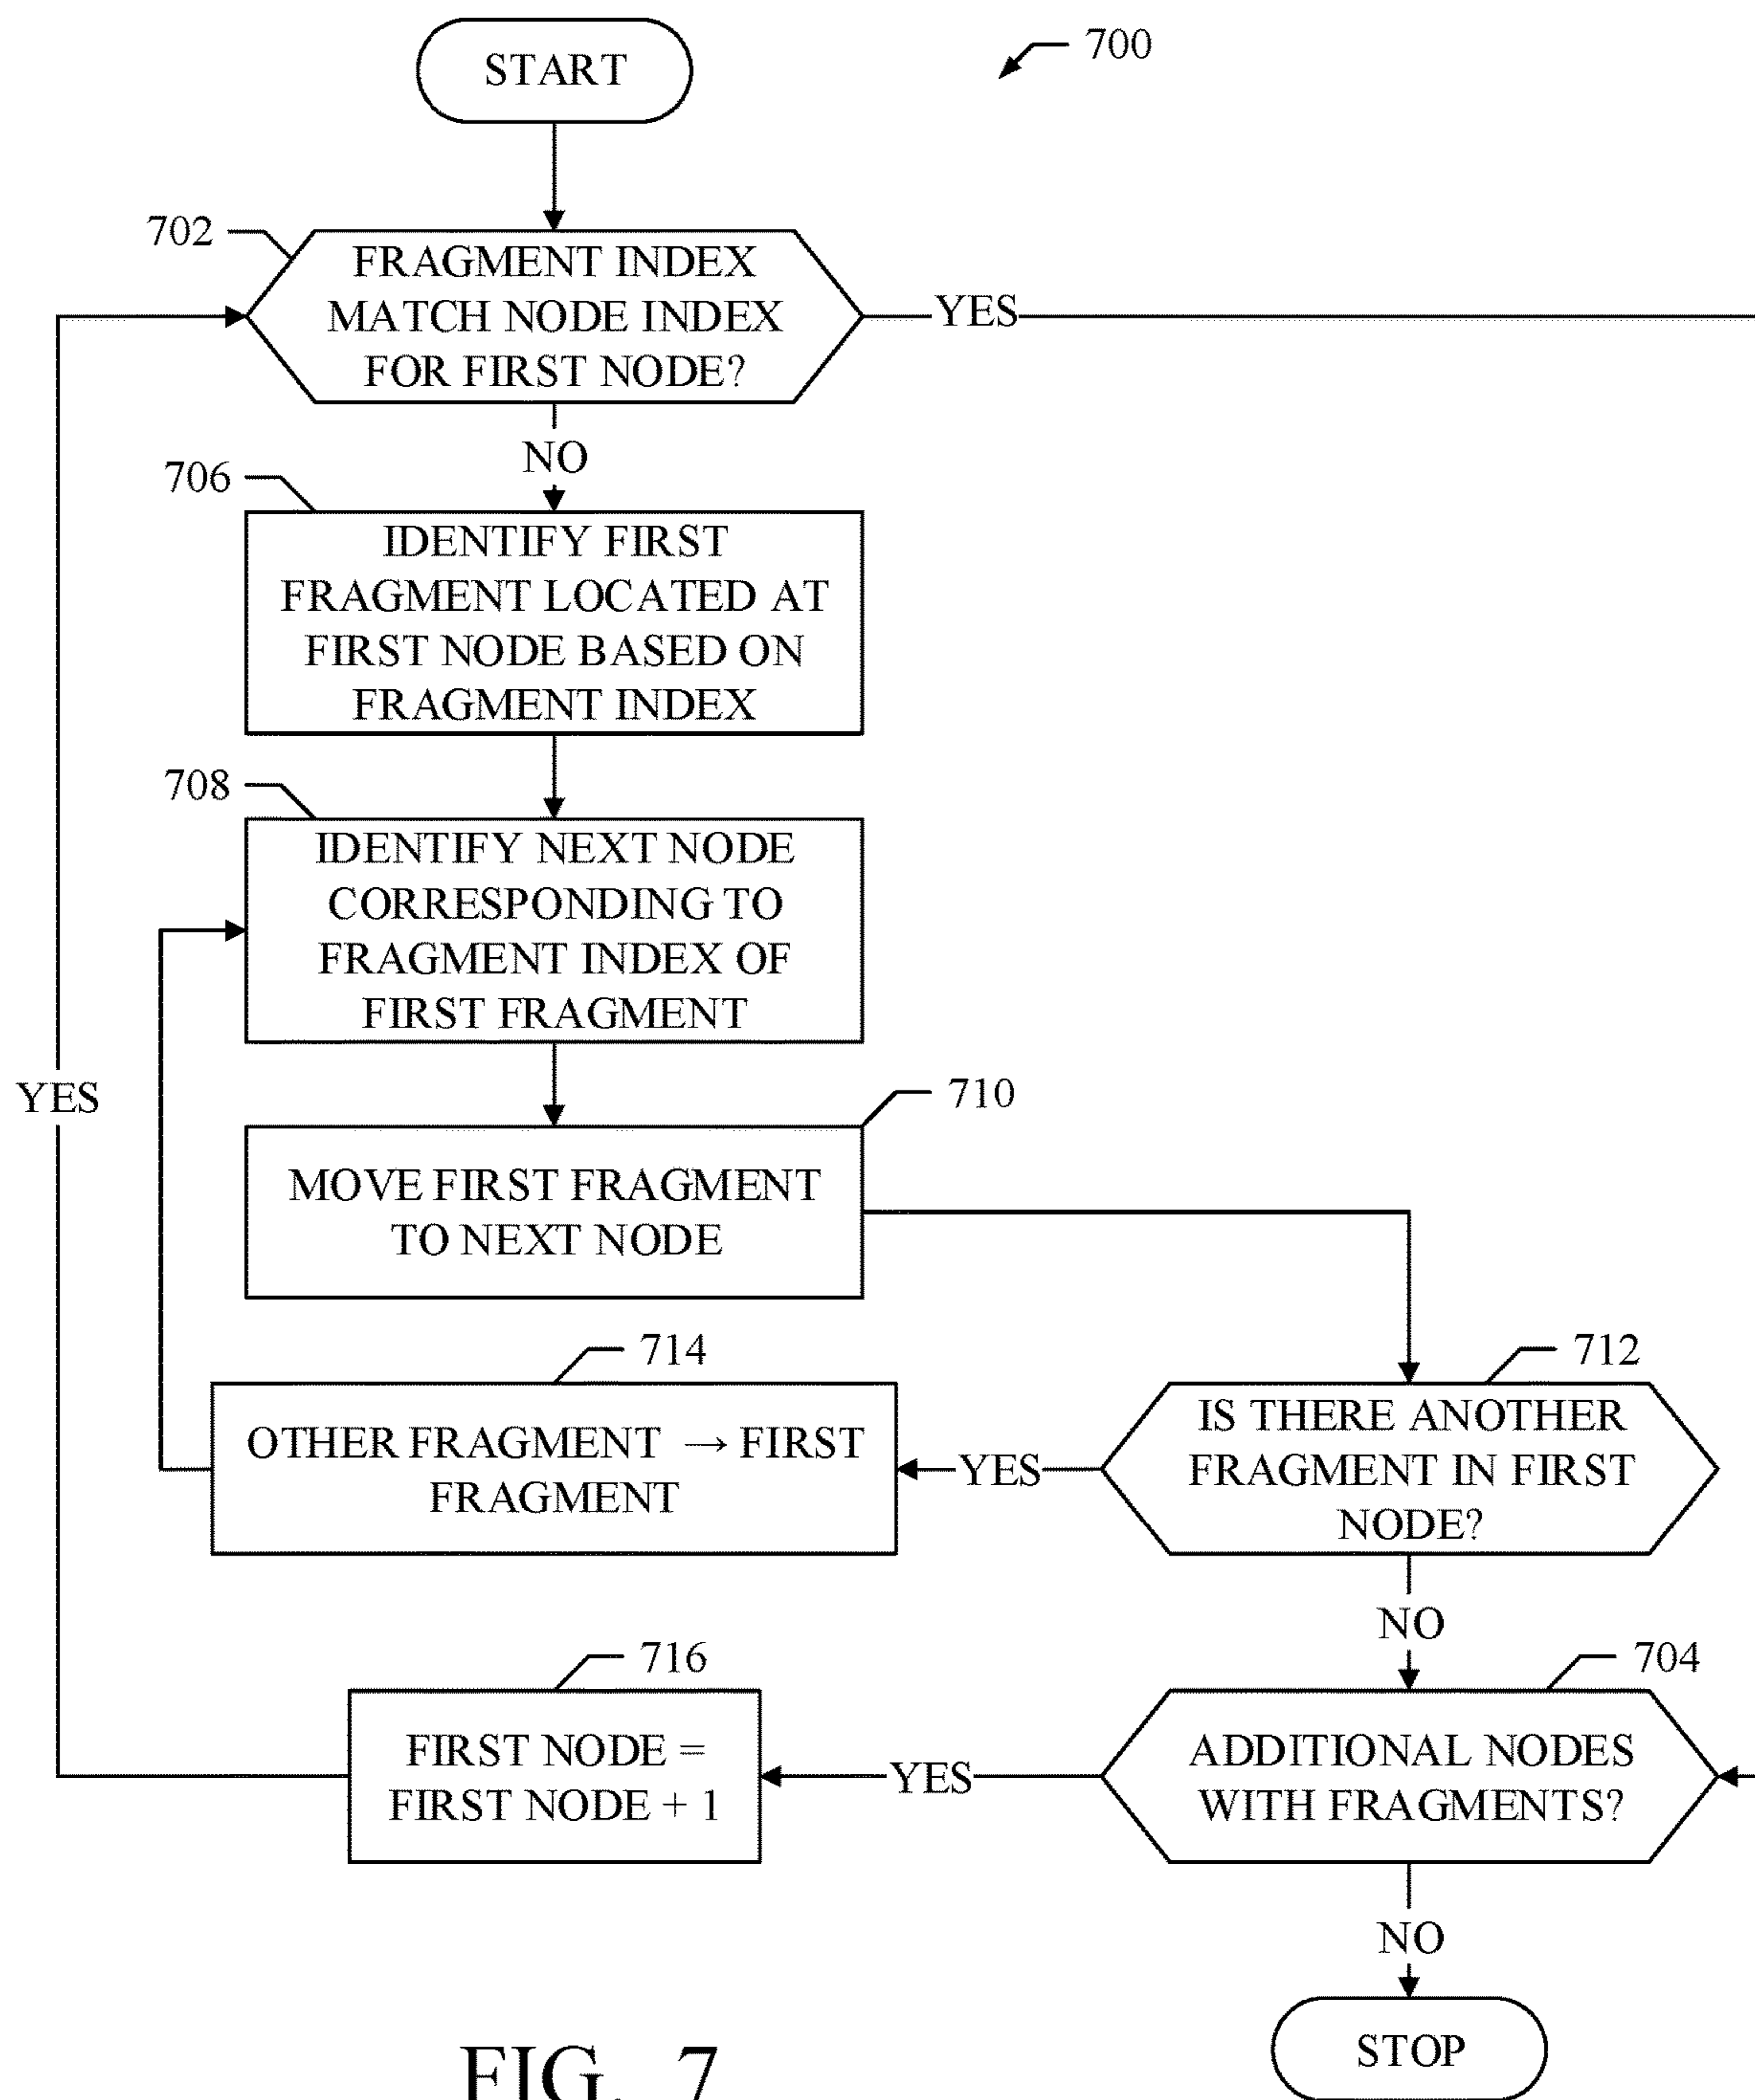 START
700
702
FRAGMENT INDEX
MATCH NODE INDEX
FOR FIRST NODE?
YES
NO
706
IDENTIFY FIRST
FRAGMENT LOCATED AT
FIRST NODE BASED ON
FRAGMENT INDEX
708
IDENTIFY NEXT NODE
CORRESPONDING TO
FRAGMENT INDEX OF
FIRST FRAGMENT
YES
710
MOVE FIRST FRAGMENT
TO NEXT NODE
714
OTHER FRAGMENT → FIRST
FRAGMENT
YES
712
IS THERE ANOTHER
FRAGMENT IN FIRST
NODE?
NO
716
FIRST NODE =
FIRST NODE + 1
YES
704
ADDITIONAL NODES
WITH FRAGMENTS?
NO
STOP
FIG. 7